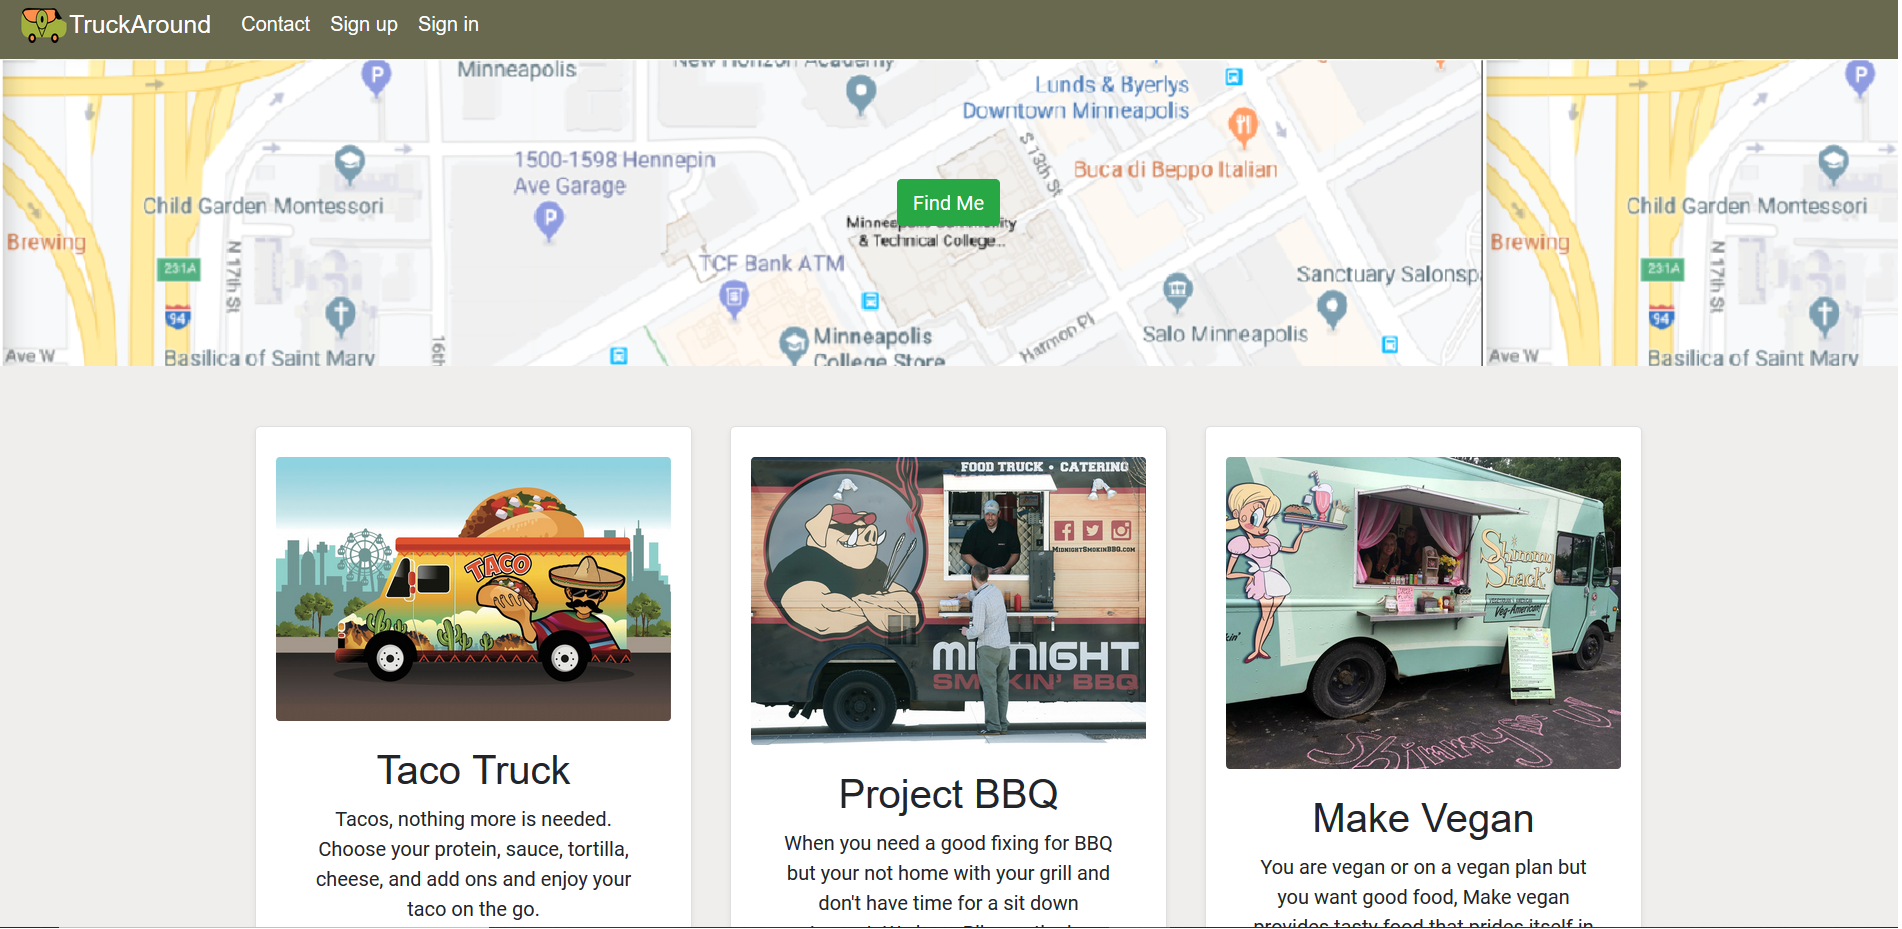 TruckAround Contact Sign up Sign in
Minneapolis
Lunds & Byerlys
Downtown Minneapolis
1500-1598 Hennepin
Ave Garage
S 13th St
Buca di Beppo Italian
Child Garden Montessori
Child Garden Montessori
Find Me
& Technical College...
Brewing
Brewing
N 17th St
N 17th St
231A
231A
TCF Bank ATM
Sanctuary Salonsp
94
94
Minneapolis
College Store
Harmon Pl
Salo Minneapolis
16th
Ave W
Basilica of Saint Mary
Ave W
Basilica of Saint Mary
TACO
FOOD TRUCK • CATERING
MIDNIGHTSMOKINBBQ.COM
MIDNIGHT
SMOKIN' BBQ
Shimmy
Shack
Veg-American!
Shimmy
U!
Taco Truck
Tacos, nothing more is needed.
Choose your protein, sauce, tortilla,
cheese, and add ons and enjoy your
taco on the go.
Project BBQ
When you need a good fixing for BBQ
but your not home with your grill and
don't have time for a sit down
Make Vegan
You are vegan or on a vegan plan but
you want good food, Make vegan
provides tasty food that prides itself in